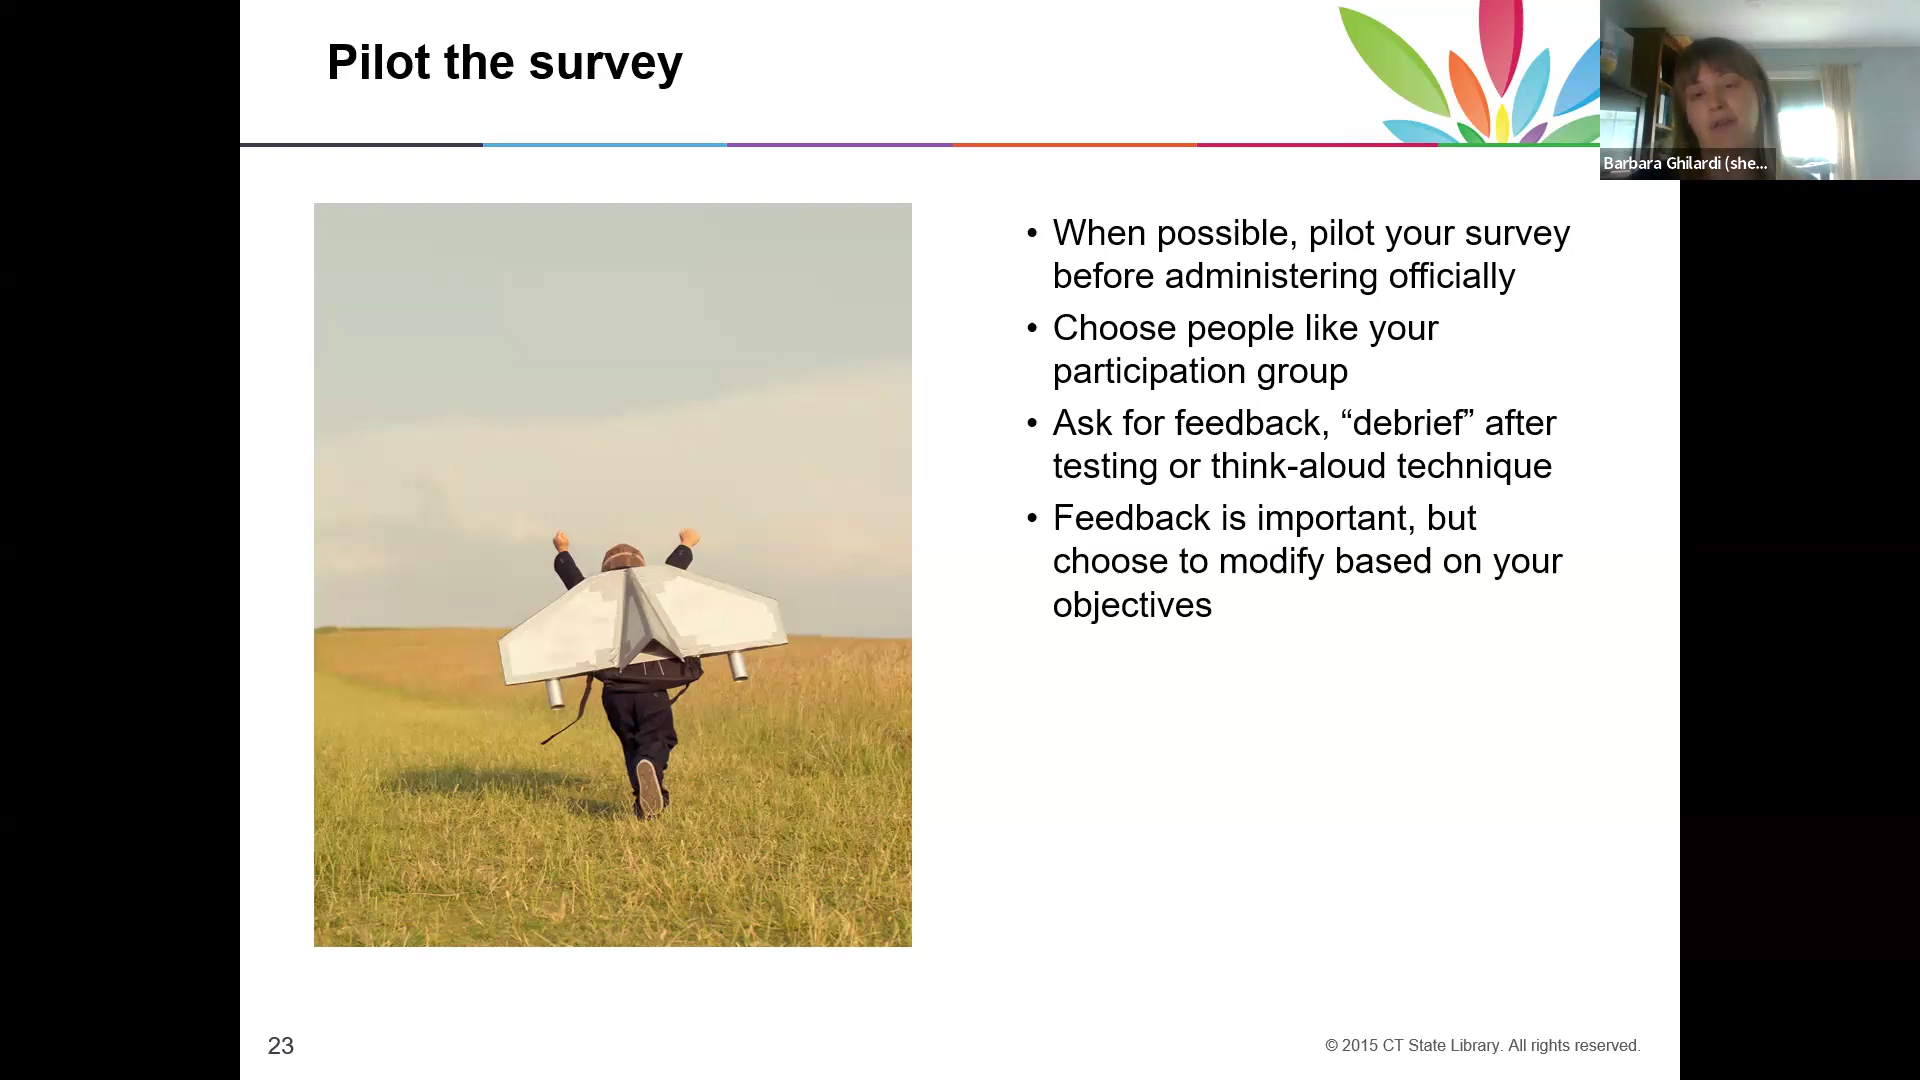 Pilot the survey
Barbara Ghilardi (she...
• When possible, pilot your survey
before administering officially
• Choose people like your
participation group
• Ask for feedback, “debrief” after
testing or think-aloud technique
• Feedback is important, but
choose to modify based on your
objectives
23
© 2015 CT State Library. All rights reserved.